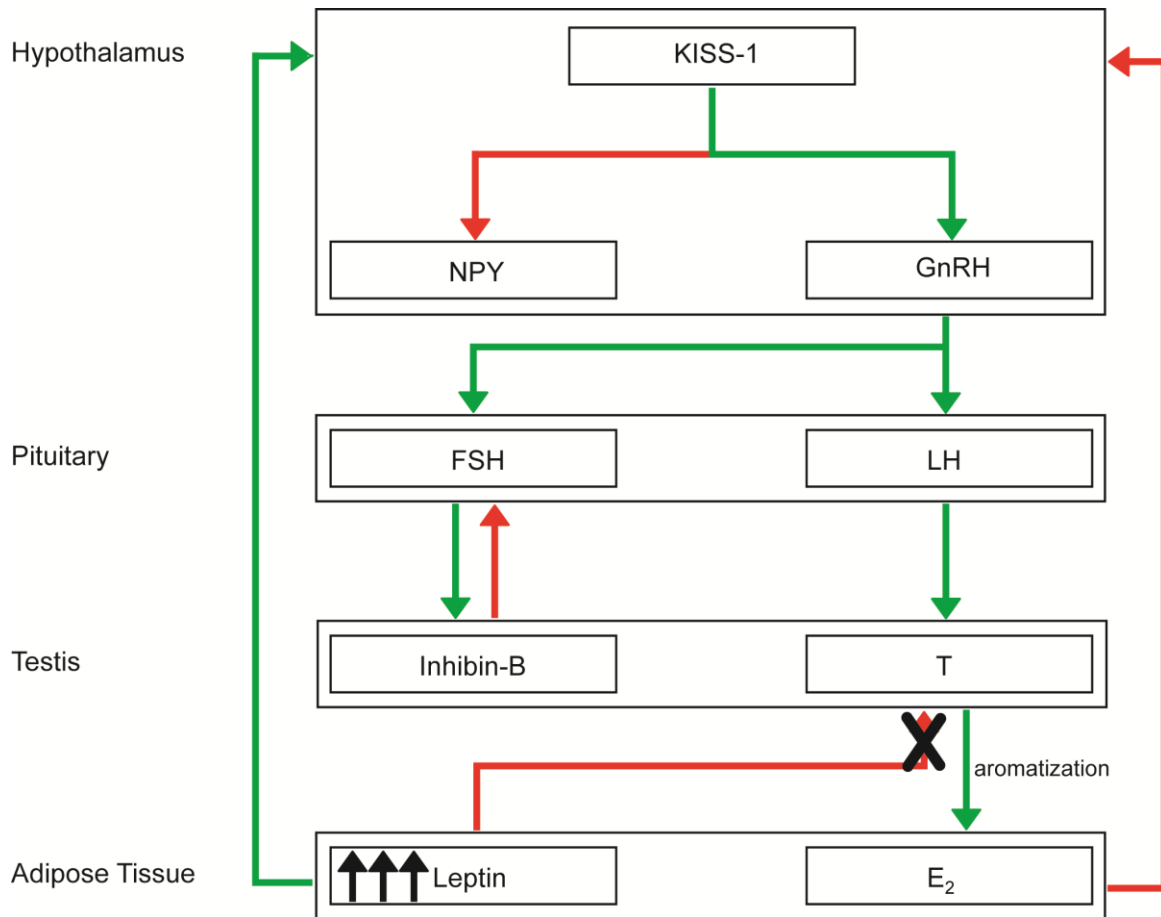 Hypothalamus
KISS-1
NPY
GnRH
Pituitary
FSH
LH
Testis
Inhibin-B
T
aromatization
Adipose Tissue
Leptin
E₂